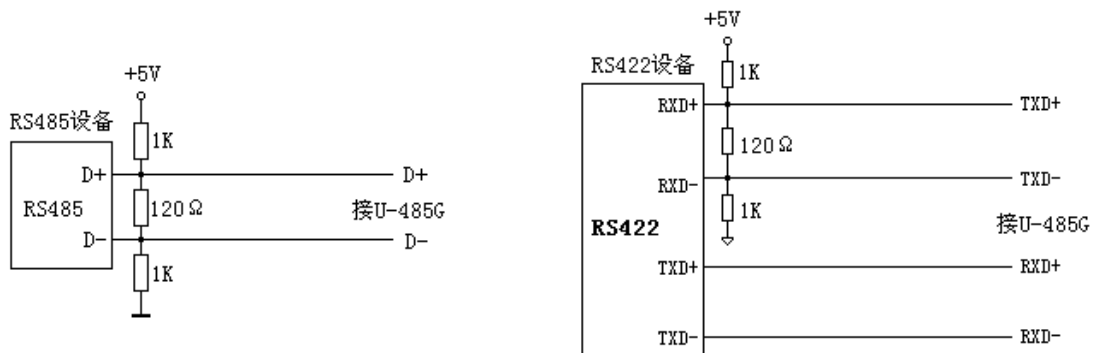 +5V
RS485设备
1K
D+
D+
RS485
120Ω
接U-485G
D-
D-
1K
+5V
RS422设备
1K
RXD+
TXD+
120Ω
RXD-
TXD-
1K
接U-485G
RS422
TXD+
RXD+
TXD-
RXD-